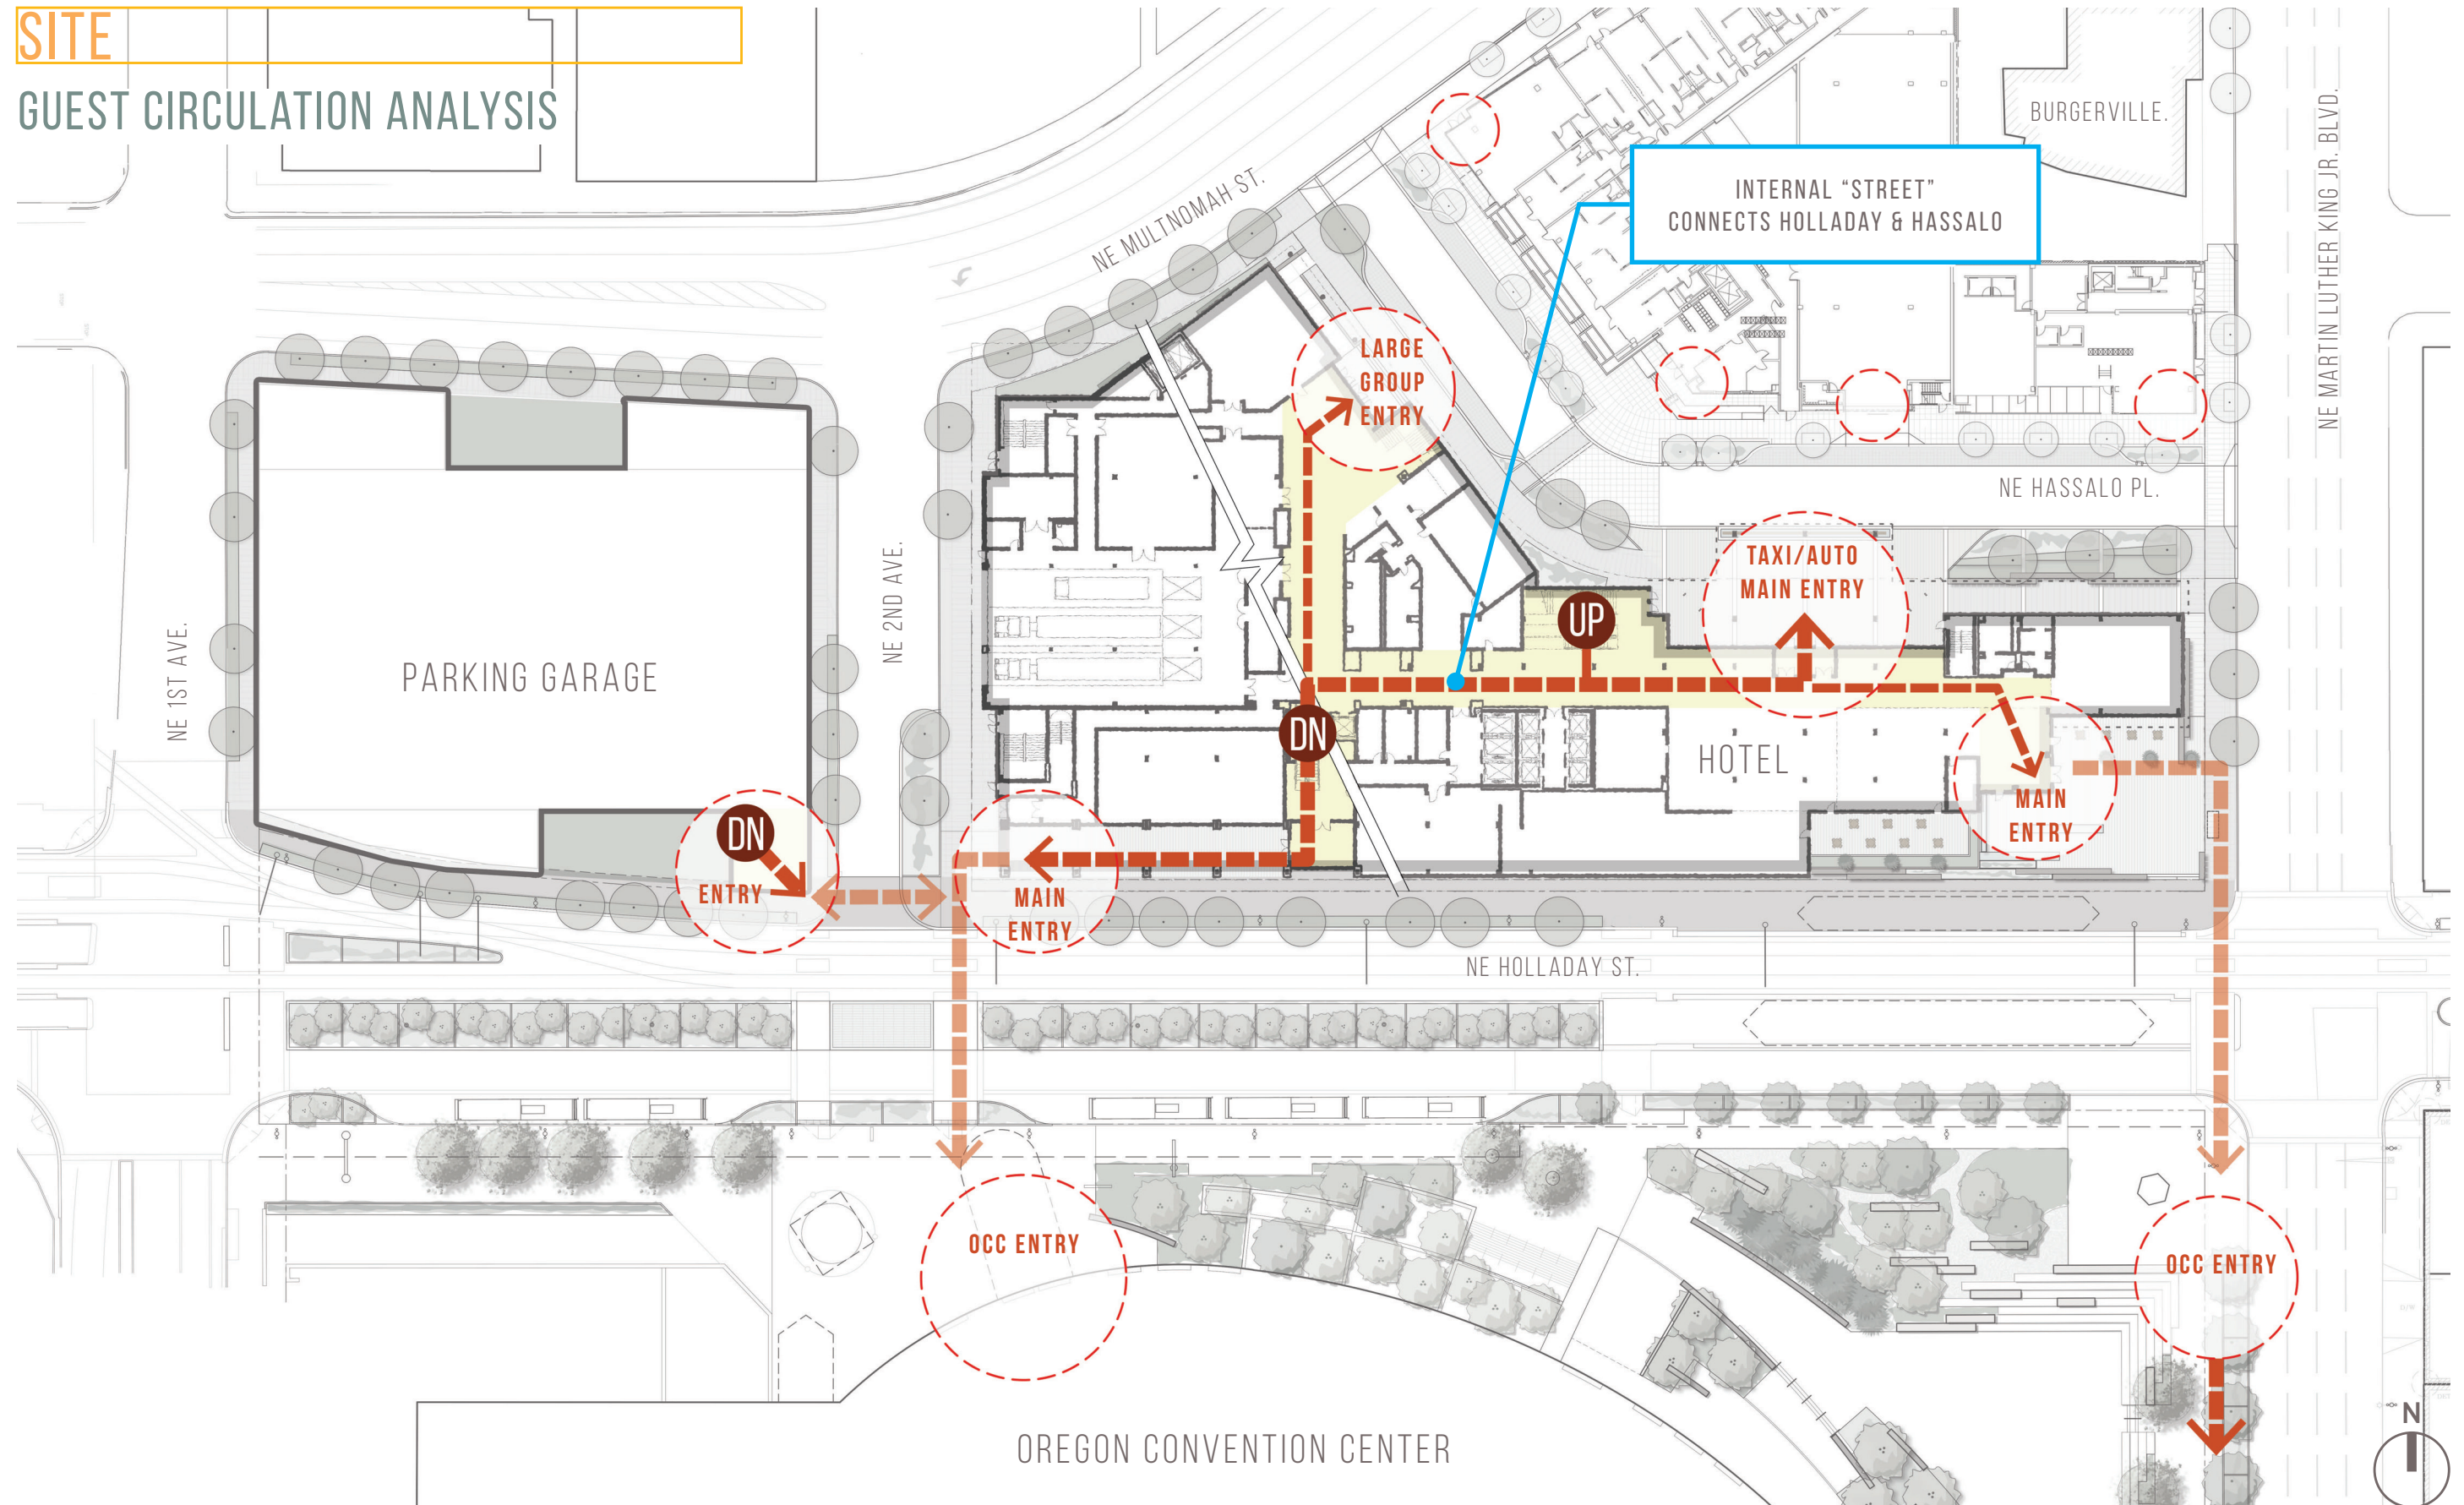 SITE
GUEST CIRCULATION ANALYSIS
BURGERVILLE.
NE MARTIN LUTHER KING JR. BLVD.
NE MULTNOMAH ST.
INTERNAL “STREET”
CONNECTS HOLLADAY & HASSALO
LARGE
GROUP
ENTRY
NE HASSALO PL.
TAXI/AUTO
MAIN ENTRY
NE 2ND AVE.
UP
NE 1ST AVE.
PARKING GARAGE
DN
HOTEL
MAIN
ENTRY
DN
ENTRY
MAIN
ENTRY
NE HOLLADAY ST.
OCC ENTRY
OCC ENTRY
OREGON CONVENTION CENTER
N